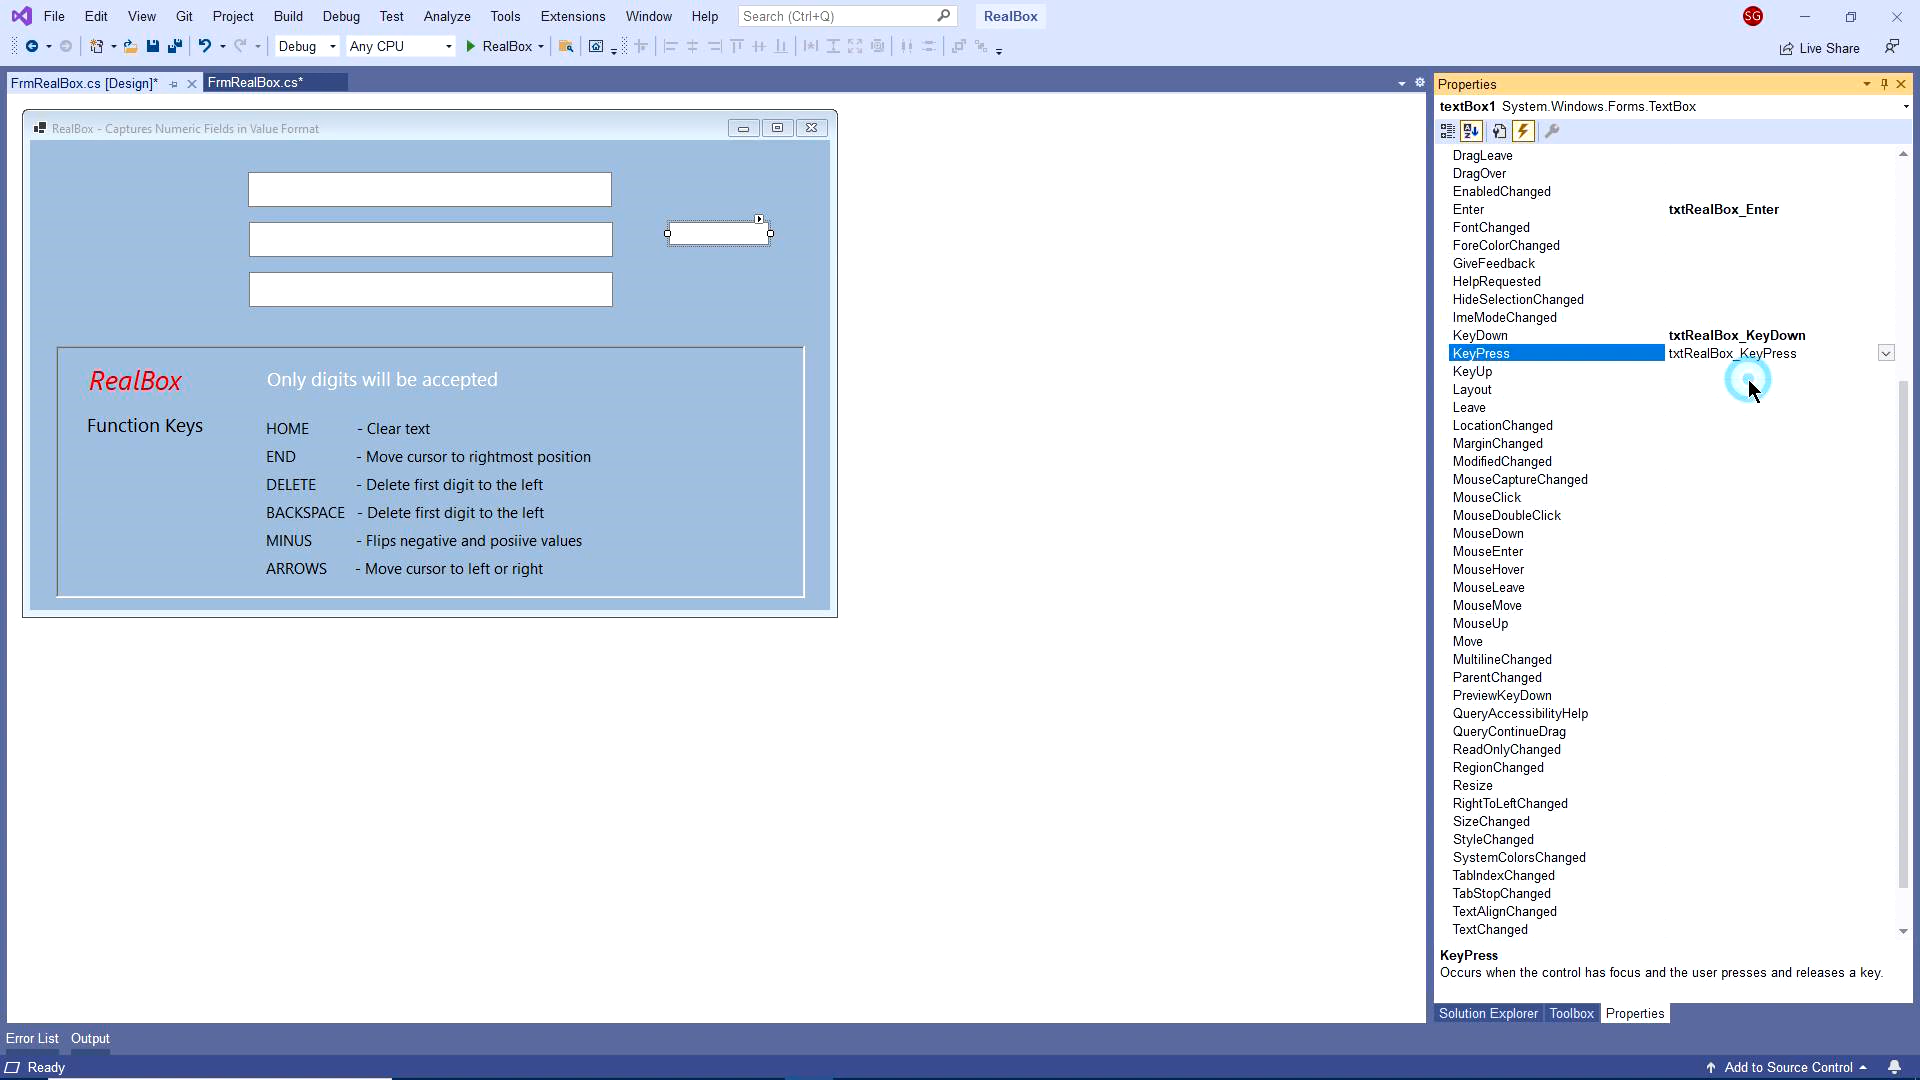 File Edit View Git Project Build Debug Test Analyze Tools Extensions Window Help Search (Ctrl+Q) RealBox SG
Debug Any CPU RealBox Live Share
FrmRealBox.cs [Design]* FrmRealBox.cs*
RealBox - Captures Numeric Fields in Value Format
RealBox Only digits will be accepted
Function Keys
HOME - Clear text
END - Move cursor to rightmost position
DELETE - Delete first digit to the left
BACKSPACE - Delete first digit to the left
MINUS - Flips negative and posiive values
ARROWS - Move cursor to left or right
Properties
textBox1 System.Windows.Forms.TextBox
DragLeave
DragOver
EnabledChanged
Enter txtRealBox_Enter
FontChanged
ForeColorChanged
GiveFeedback
HelpRequested
HideSelectionChanged
ImeModeChanged
KeyDown txtRealBox_KeyDown
KeyPress txtRealBox_KeyPress
KeyUp
Layout
Leave
LocationChanged
MarginChanged
ModifiedChanged
MouseCaptureChanged
MouseClick
MouseDoubleClick
MouseDown
MouseEnter
MouseHover
MouseLeave
MouseMove
MouseUp
Move
MultilineChanged
ParentChanged
PreviewKeyDown
QueryAccessibilityHelp
QueryContinueDrag
ReadOnlyChanged
RegionChanged
Resize
RightToLeftChanged
SizeChanged
StyleChanged
SystemColorsChanged
TabIndexChanged
TabStopChanged
TextAlignChanged
TextChanged
KeyPress
Occurs when the control has focus and the user presses and releases a key.
Solution Explorer Toolbox Properties
Error List Output
Ready Add to Source Control